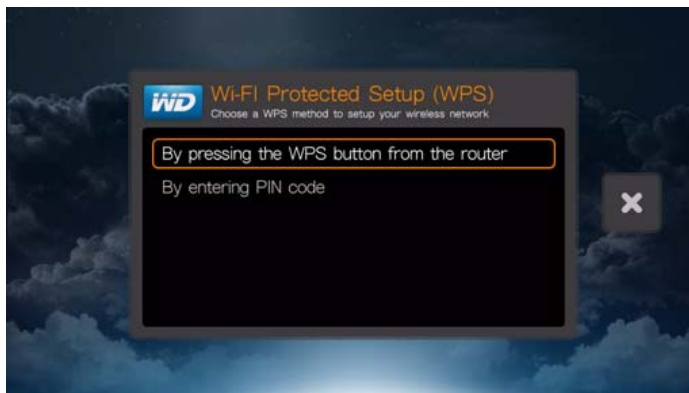 WD
Wi-FI Protected Setup (WPS)
Choose a WPS method to setup your wireless network
By pressing the WPS button from the router
By entering PIN code